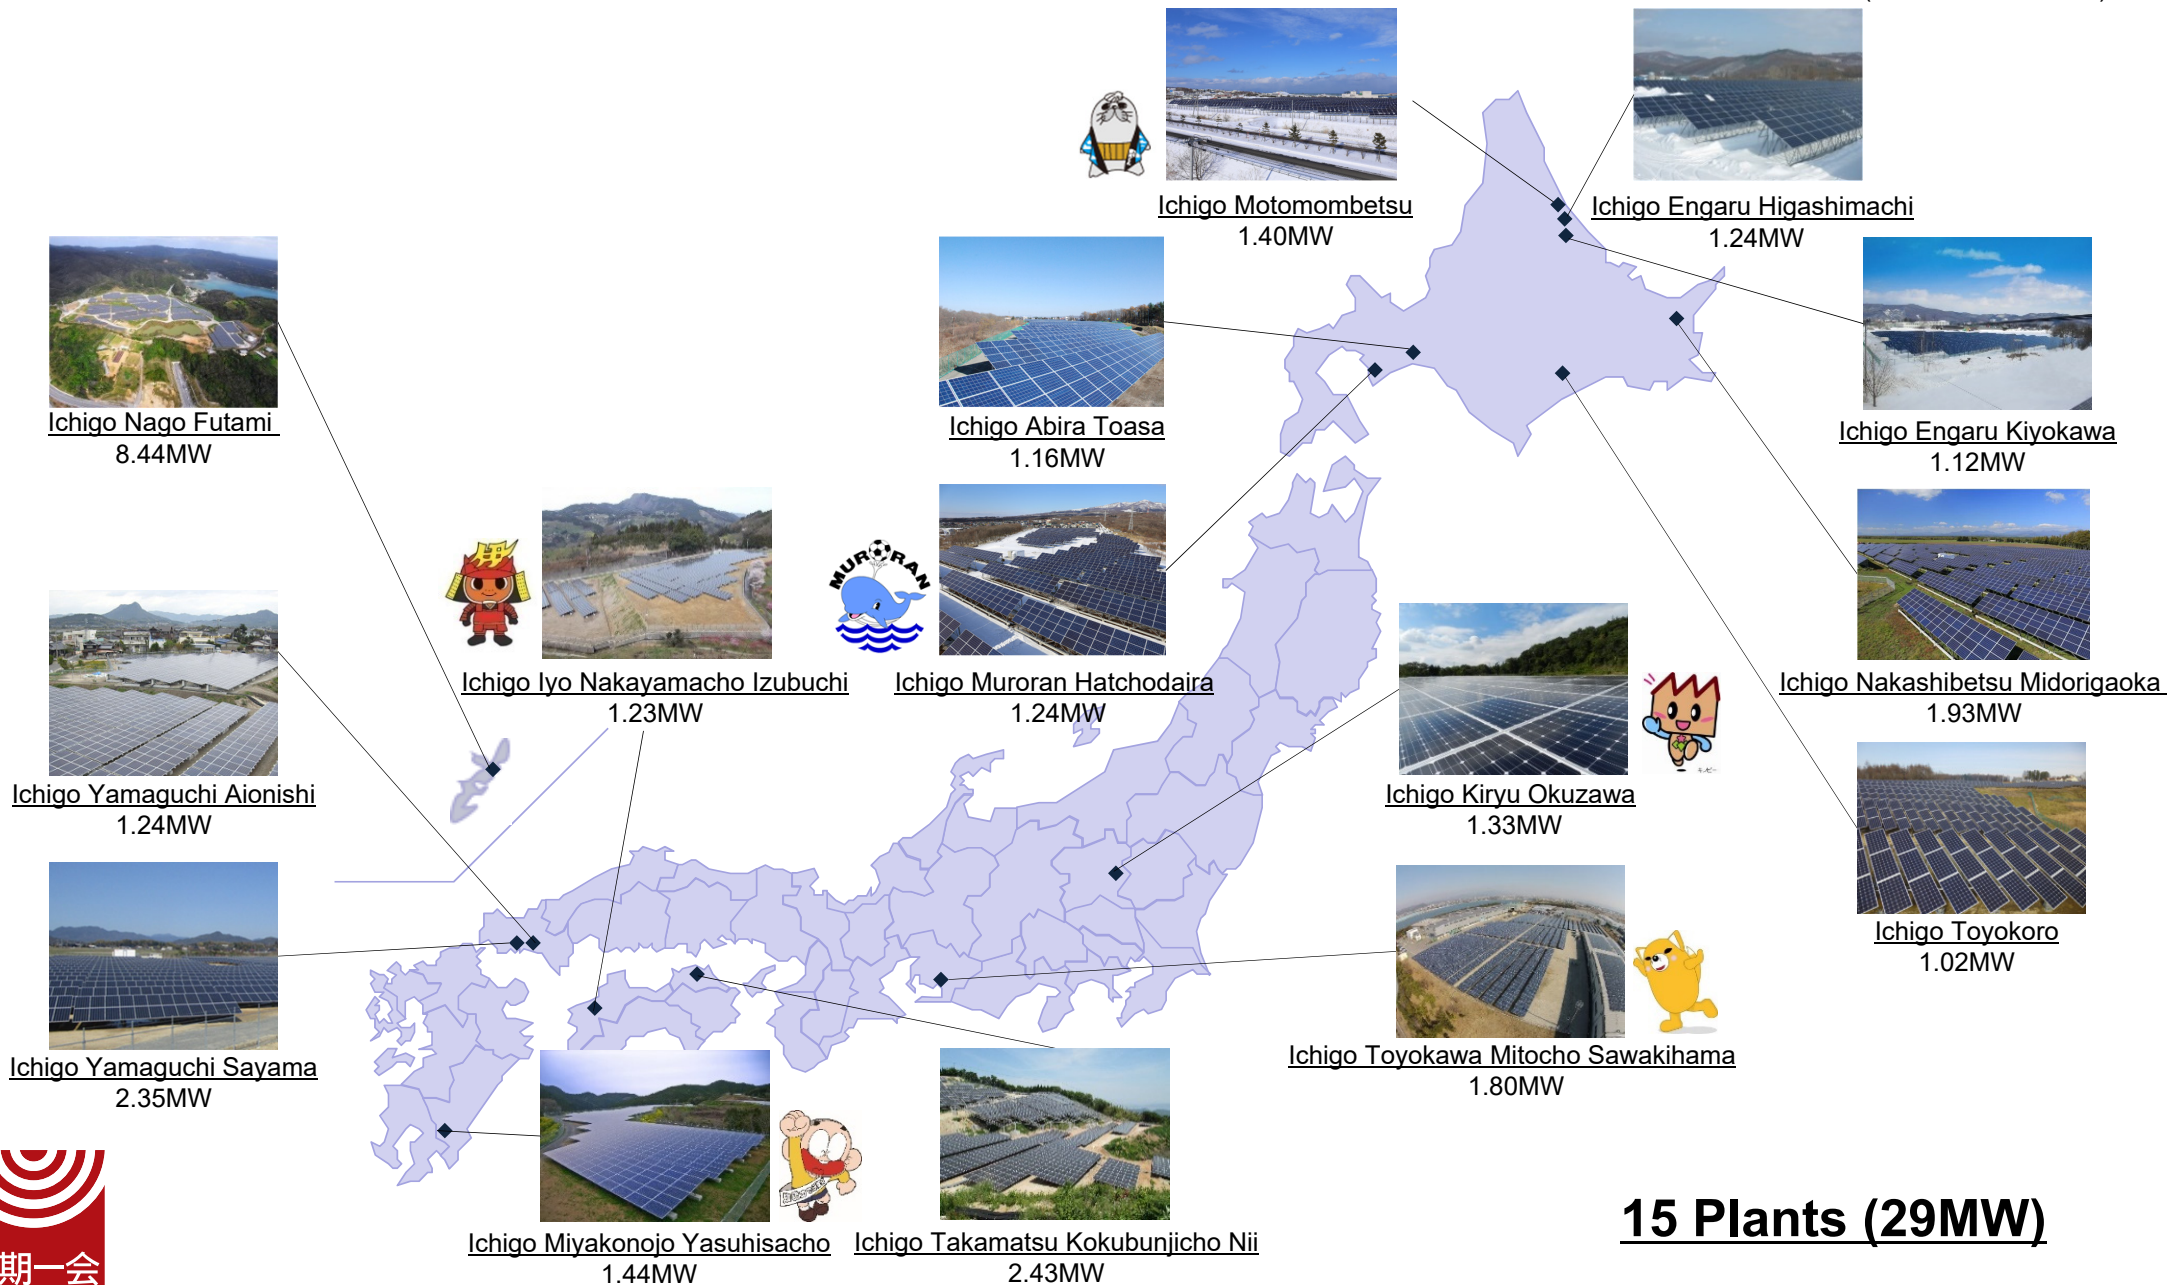 Ichigo Motomombetsu
1.40MW
Ichigo Engaru Higashimachi
1.24MW
Ichigo Nago Futami
8.44MW
Ichigo Abira Toasa
1.16MW
Ichigo Engaru Kiyokawa
1.12MW
MURORAN
Ichigo Iyo Nakayamacho Izubuchi
1.23MW
Ichigo Muroran Hatchodaira
1.24MW
Ichigo Nakashibetsu Midorigaoka
1.93MW
Ichigo Yamaguchi Aionishi
1.24MW
Ichigo Kiryu Okuzawa
1.33MW
Ichigo Toyokoro
1.02MW
Ichigo Yamaguchi Sayama
2.35MW
Ichigo Toyokawa Mitocho Sawakihama
1.80MW
Ichigo Miyakonojo Yasuhisacho
1.44MW
Ichigo Takamatsu Kokubunjicho Nii
2.43MW
15 Plants (29MW)
期一会